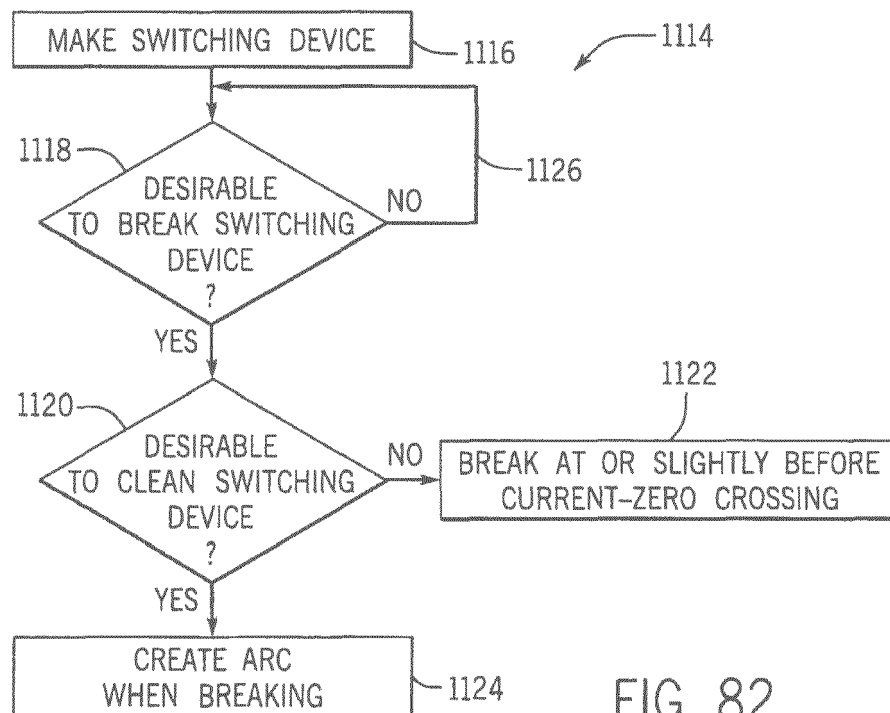 MAKE SWITCHING DEVICE
1116
1114
1118
DESIRABLE
TO BREAK SWITCHING
DEVICE
?
NO
1126
YES
1120
DESIRABLE
TO CLEAN SWITCHING
DEVICE
?
NO
1122
BREAK AT OR SLIGHTLY BEFORE
CURRENT-ZERO CROSSING
YES
CREATE ARC
WHEN BREAKING
1124
FIG. 82